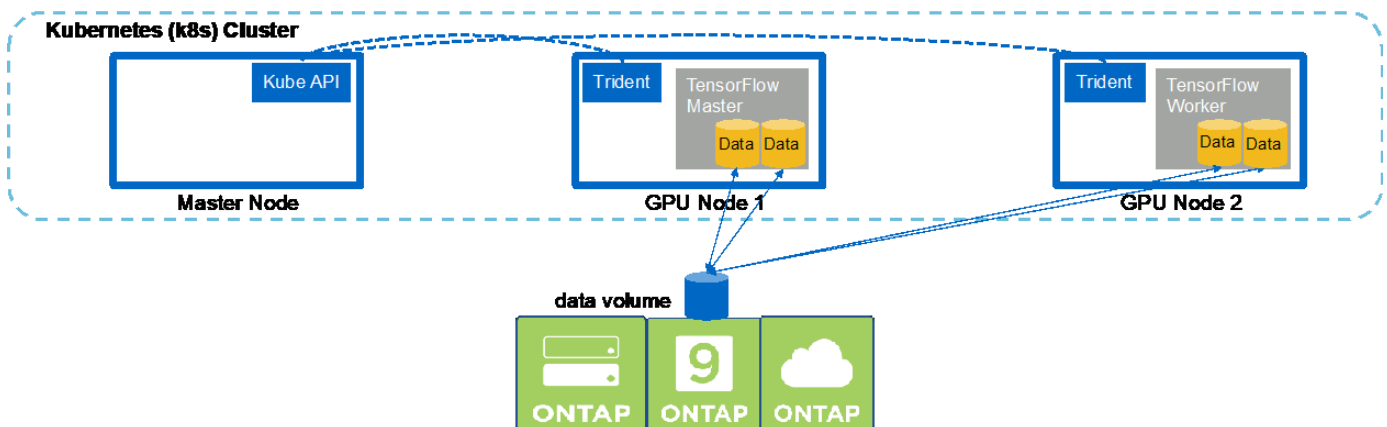 Kubernetes (k8s) Cluster
Kube API
Trident
TensorFlow
Master
Data
Data
Trident
TensorFlow
Worker
Data
Data
Master Node
GPU Node 1
GPU Node 2
data volume
9
ONTAP
ONTAP
ONTAP